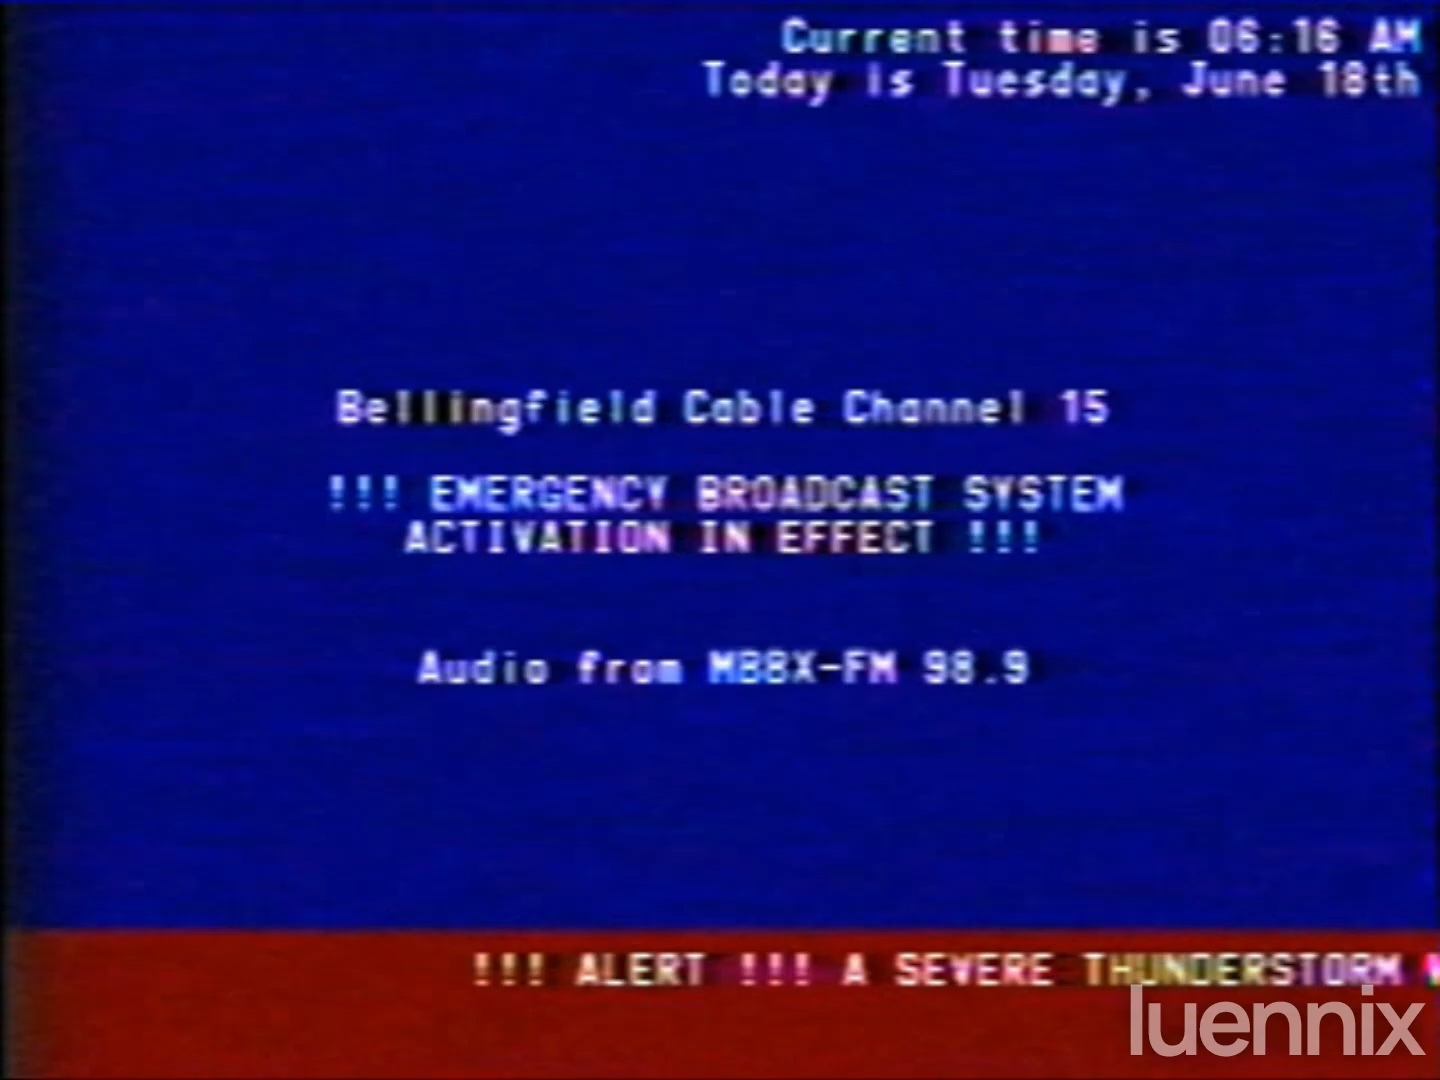 Current time is 06:16 AM
Today is Tuesday, June 18th
Bellingfield Cable Channel 15
!!! EMERGENCY BROADCAST SYSTEM
ACTIVATION IN EFFECT !!!
Audio from MBBX-FM 98.9
!!! ALERT !!! A SEVERE THUNDERSTORM
luennix